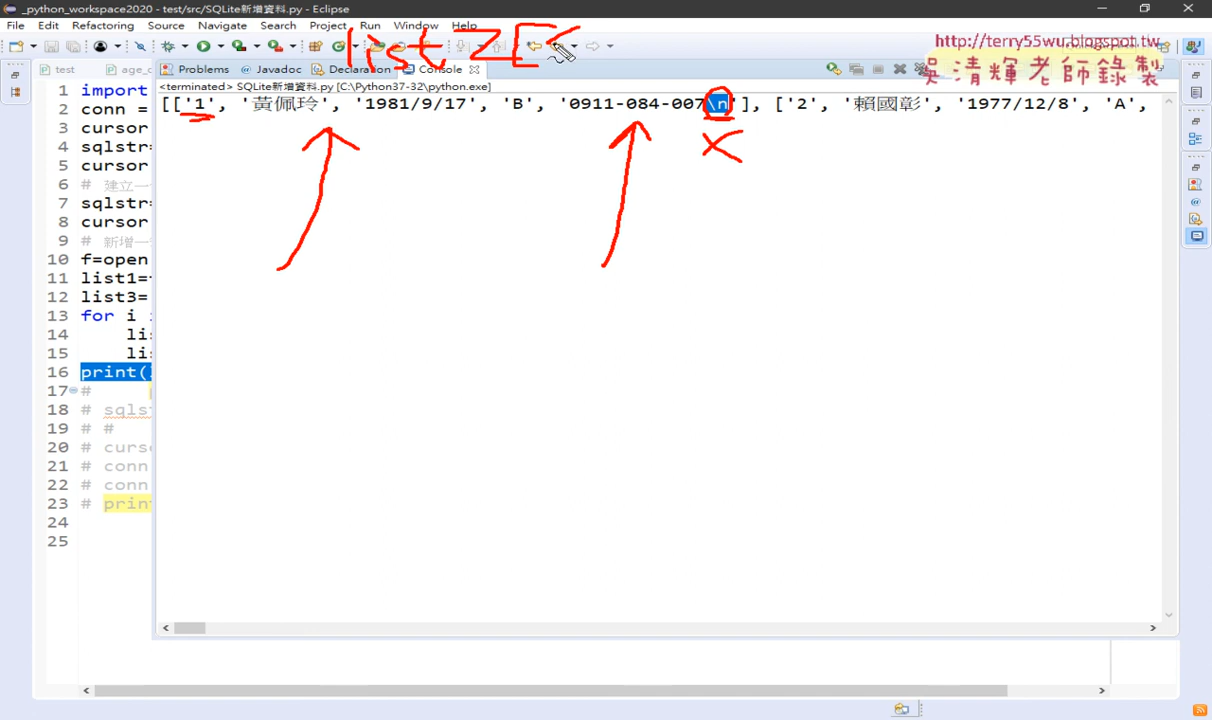 _python_workspace2020 - test/src/SQLite新增資料.py - Eclipse
File Edit Refactoring Source Navigate Search Project Run Window Help
list2[
http://terry55wu.blogspot.tw
吳清輝老師錄製
test
age_c
Problems
@ Javadoc
Declaration
Console
<terminated> SQLite新增資料.py [C:\Python37-32\python.exe]
[['1', '黃佩玲', '1981/9/17', 'B', '0911-084-007\n'], ['2', '賴國彰', '1977/12/8', 'A',
1 import
2 conn =
3 cursor
4 sqlstr=
5 cursor
6 # 建立一
7 sqlstr=
8 cursor
9 # 新增一
10 f=open
11 list1=
12 list3=
13 for i
14 li
15 li
16 print(
17 #
18 # sqls
19 # #
20 # curs
21 # conn
22 # conn
23 # prin
24
25